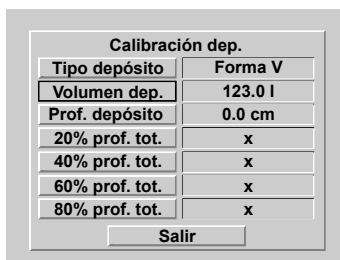 Calibración dep.
Tipo depósito Forma V
Volumen dep. 123.0 l
Prof. depósito 0.0 cm
20% prof. tot. x
40% prof. tot. x
60% prof. tot. x
80% prof. tot. x
Salir